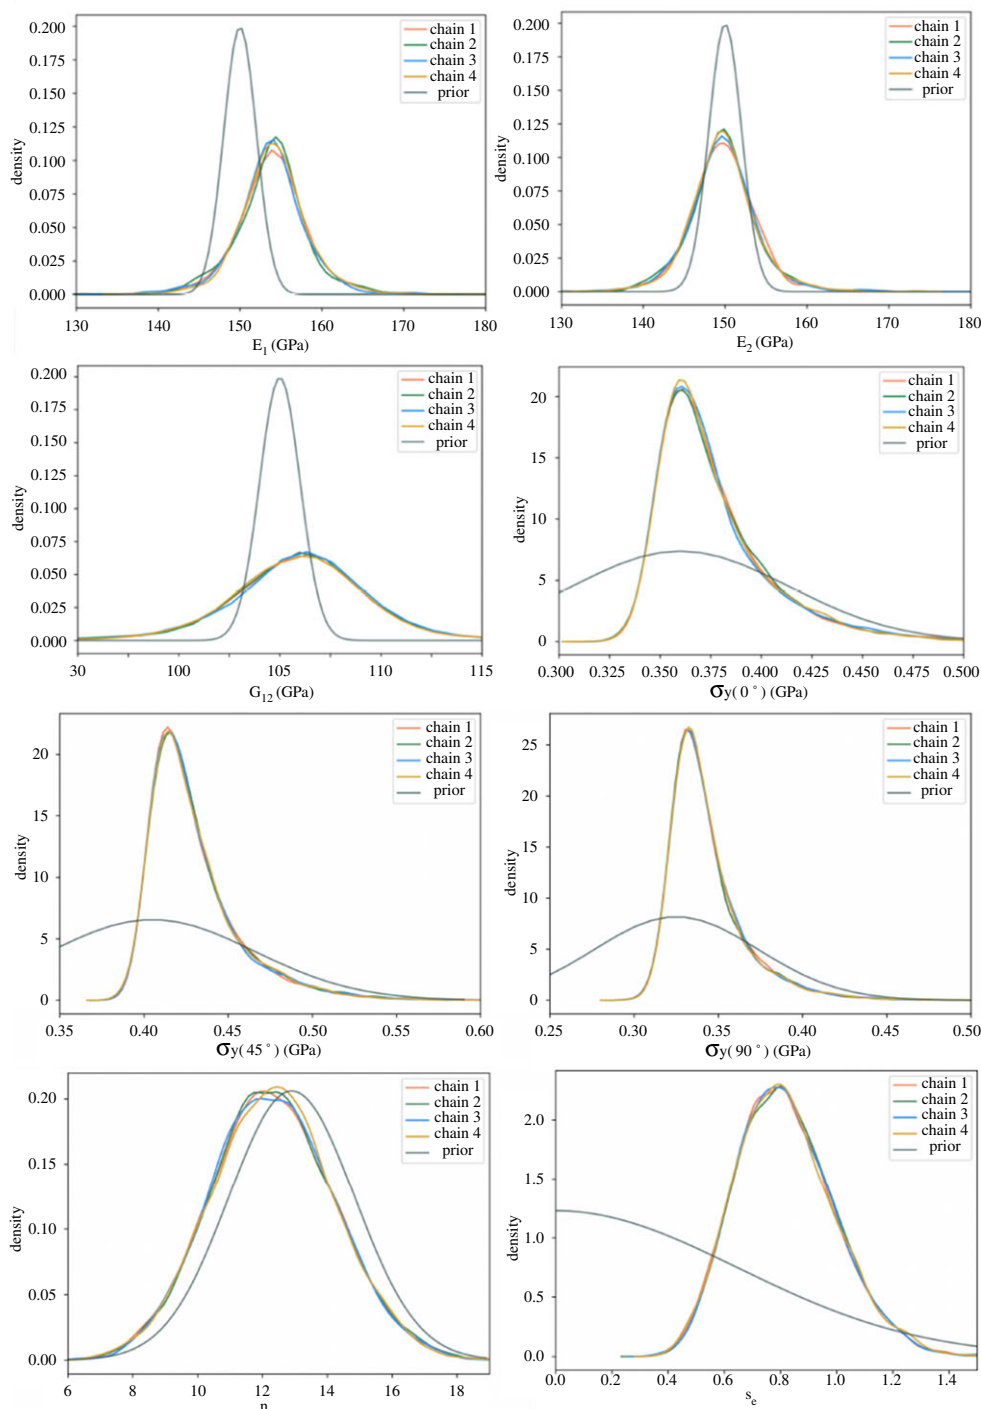 0.200
0.175
0.150
0.125
0.100
0.075
0.050
0.025
0.000
density
chain 1
chain 2
chain 3
chain 4
prior
130 140 150 160 170 180
E1 (GPa)
0.200
0.175
0.150
0.125
0.100
0.075
0.050
0.025
0.000
density
chain 1
chain 2
chain 3
chain 4
prior
130 140 150 160 170 180
E2 (GPa)
0.200
0.175
0.150
0.125
0.100
0.075
0.050
0.025
0.000
density
chain 1
chain 2
chain 3
chain 4
prior
30 100 105 110 115
G12 (GPa)
20
15
10
5
0
density
chain 1
chain 2
chain 3
chain 4
prior
0.300 0.325 0.350 0.375 0.400 0.425 0.450 0.475 0.500
σy(0°) (GPa)
20
15
10
5
0
density
chain 1
chain 2
chain 3
chain 4
prior
0.35 0.40 0.45 0.50 0.55 0.60
σy(45°) (GPa)
25
20
15
10
5
0
density
chain 1
chain 2
chain 3
chain 4
prior
0.25 0.30 0.35 0.40 0.45 0.50
σy(90°) (GPa)
0.20
0.15
0.10
0.05
0.00
density
chain 1
chain 2
chain 3
chain 4
prior
6 8 10 12 14 16 18
n
2.0
1.5
1.0
0.5
0.0
density
chain 1
chain 2
chain 3
chain 4
prior
0.0 0.2 0.4 0.6 0.8 1.0 1.2 1.4
se